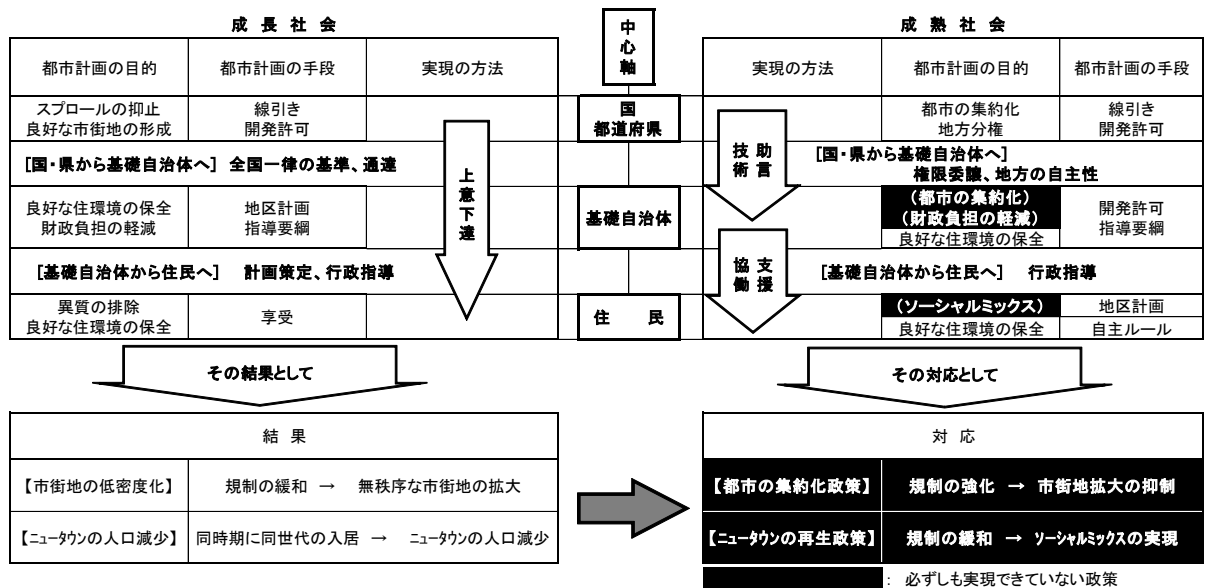 成 長 社 会
中心軸
成 熟 社 会
都市計画の目的 都市計画の手段 実現の方法
実現の方法 都市計画の目的 都市計画の手段
スプロールの抑止 線引き
良好な市街地の形成 開発許可
国
都道府県
都市の集約化 線引き
地方分権 開発許可
[国・県から基礎自治体へ] 全国一律の基準、通達
上意下達
技術 助言
[国・県から基礎自治体へ]
権限委譲、地方の自主性
良好な住環境の保全 地区計画
財政負担の軽減 指導要綱
基礎自治体
(都市の集約化) 開発許可
(財政負担の軽減) 指導要綱
良好な住環境の保全
[基礎自治体から住民へ] 計画策定、行政指導
協働 支援
[基礎自治体から住民へ] 行政指導
異質の排除 享受
良好な住環境の保全
住 民
(ソーシャルミックス) 地区計画
良好な住環境の保全 自主ルール
その結果として
その対応として
結 果
【市街地の低密度化】 規制の緩和 → 無秩序な市街地の拡大
【ニュータウンの人口減少】 同時期に同世代の入居 → ニュータウンの人口減少
対 応
【都市の集約化政策】 規制の強化 → 市街地拡大の抑制
【ニュータウンの再生政策】 規制の緩和 → ソーシャルミックスの実現
: 必ずしも実現できていない政策